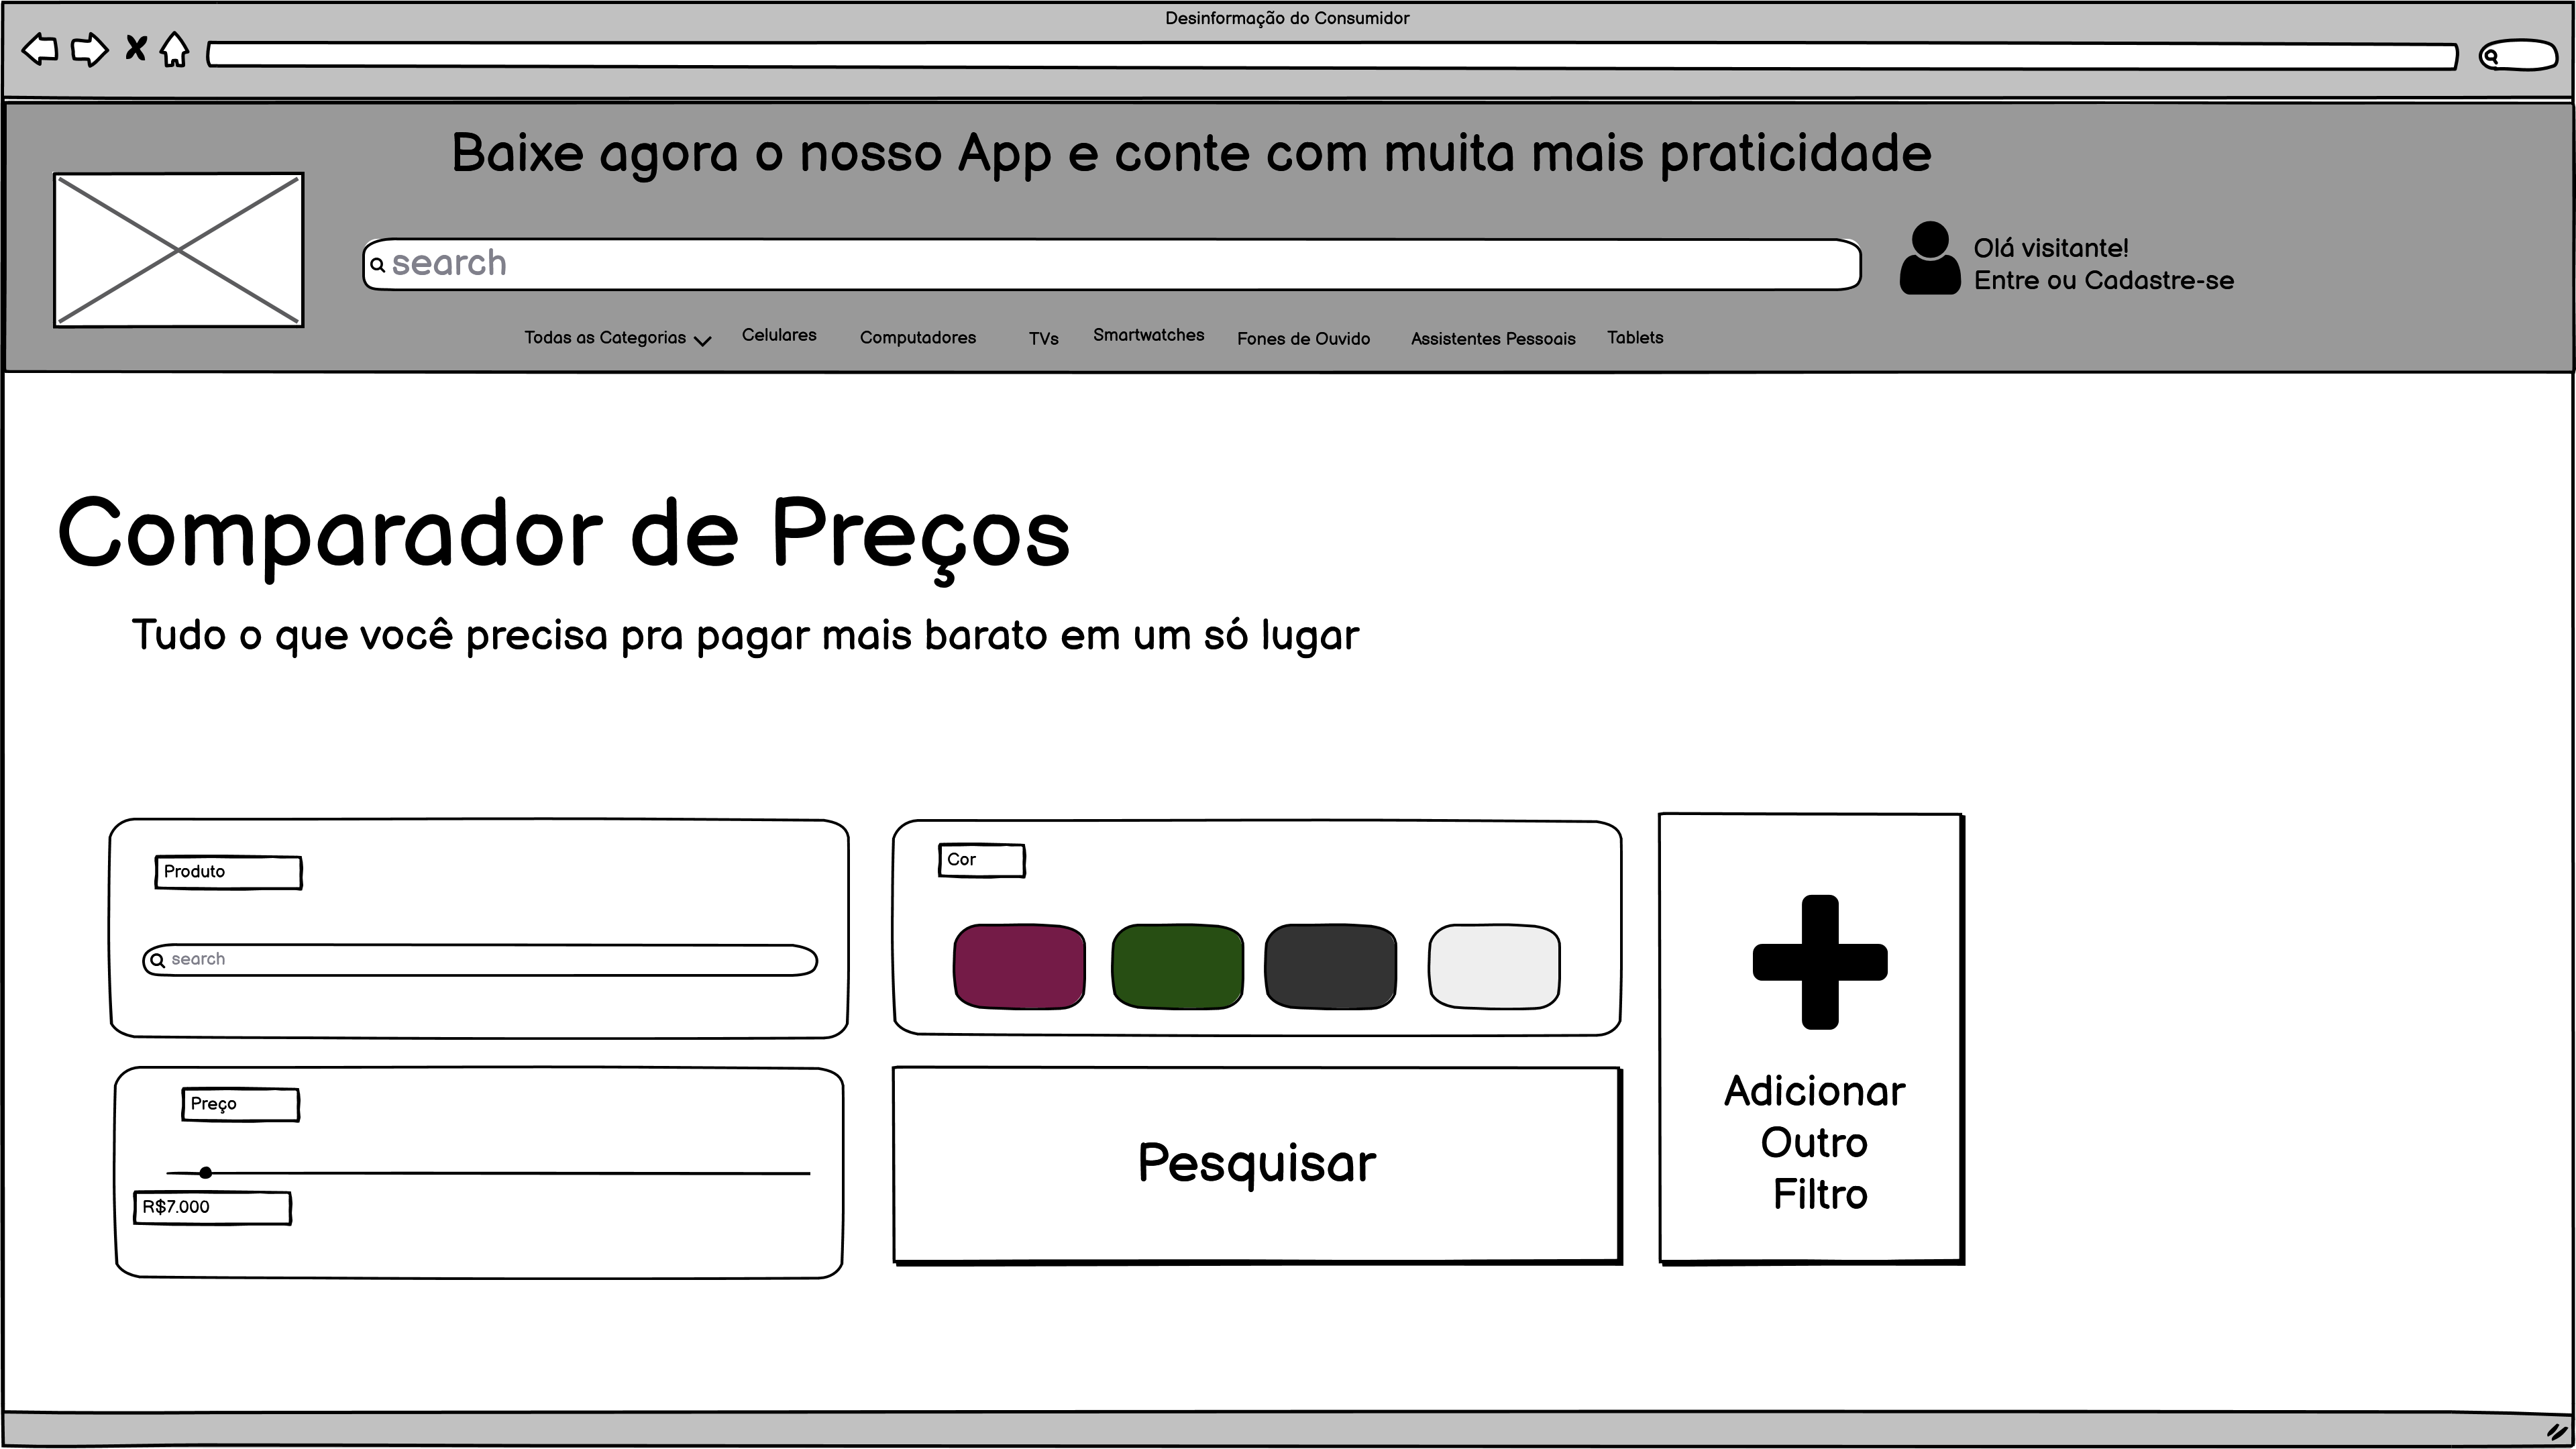 Desinformação do Consumidor
Baixe agora o nosso App e conte com muita mais praticidade
search
Olá visitante!
Entre ou Cadastre-se
Todas as Categorias
Celulares
Computadores
TVs
Smartwatches
Fones de Ouvido
Assistentes Pessoais
Tablets
Comparador de Preços
Tudo o que você precisa pra pagar mais barato em um só lugar
Produto
search
Cor
Preço
R$7.000
Pesquisar
Adicionar
Outro
Filtro